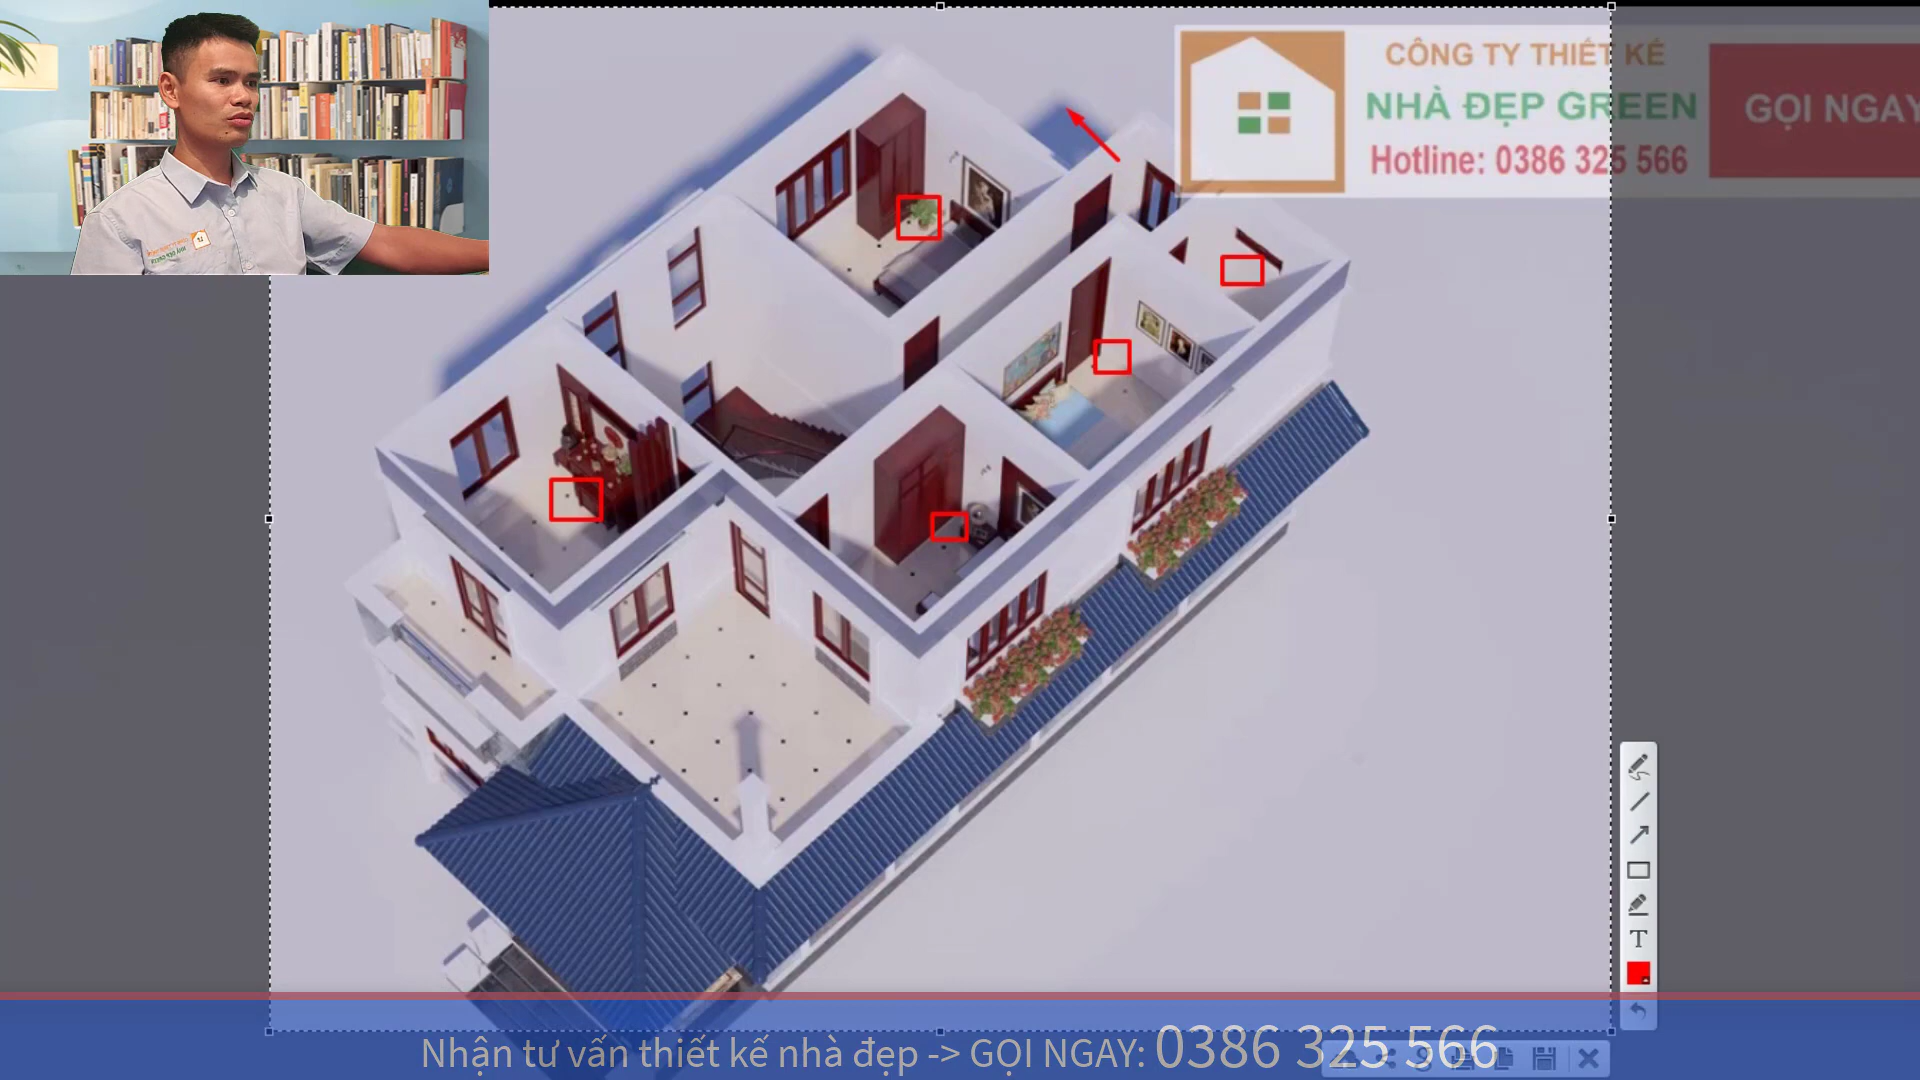 CÔNG TY THIẾT KẾ
NHÀ ĐẸP GREEN
Hotline: 0386 325 566
GỌI NGAY
T
Nhận tư vấn thiết kế nhà đẹp -> GỌI NGAY: 0386 325 566